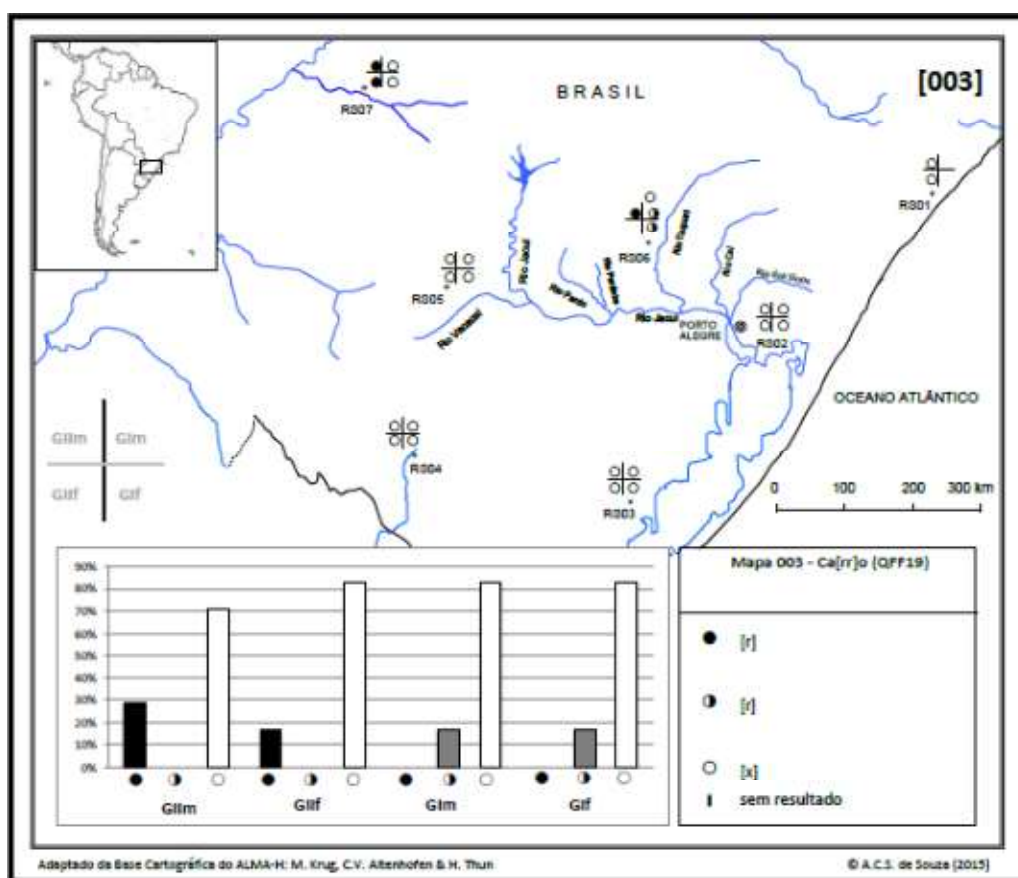 BRASIL
[003]
RS07
RS01
RS06
Rio Taquari
Rio Caí
Rio Jacuí
Rio Pardo
RS05
Rio Vacacaí
Rio Jacuí
PORTO
ALEGRE
RS02
OCEANO ATLÂNTICO
GIIm GIm
GIIf GIf
RS04
RS03
0 100 200 300 km
Mapa 003 - Ca[rr]o (QFF19)
[r]
[x]
sem resultado
90%
80%
70%
60%
50%
40%
30%
20%
10%
0%
GIIm GIIf GIm GIf
Adaptado da Base Cartográfica do ALMA-H: M. Krug, C.V. Altenhofen & H. Thun
© A.C.S. de Souza (2015)